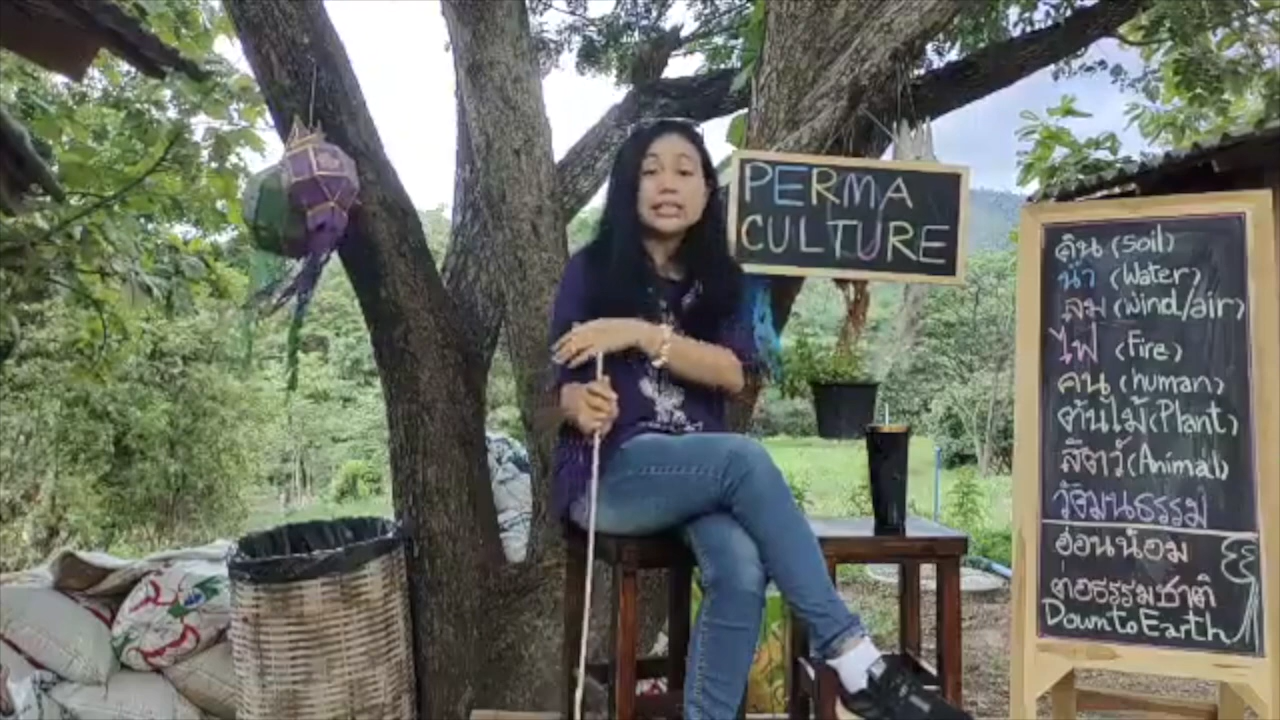 PERMA
CULTURE
ดิน (Soil)
น้ำ (Water)
ลม (wind/air)
ไฟ (Fire)
คน (human)
ต้นไม้ (Plant)
สัตว์ (Animal)
วัฒนธรรม
อ่อนน้อม
ต่อธรรมชาติ
Down to Earth